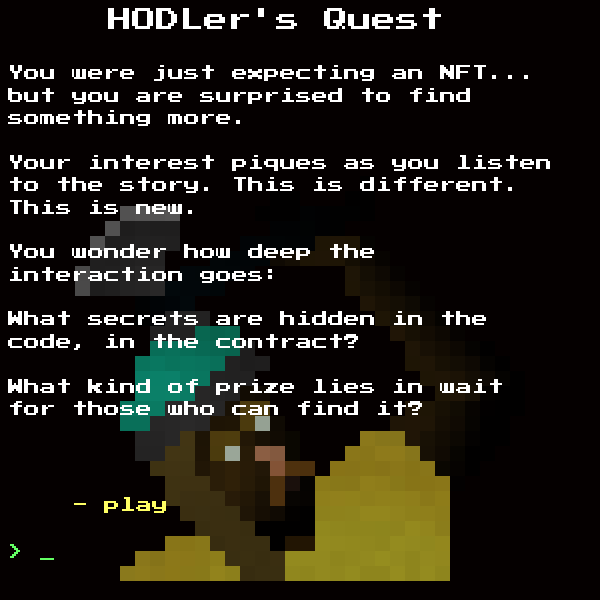 HODLer's Quest
You were just expecting an NFT...
but you are surprised to find
something more.
Your interest piques as you listen
to the story. This is different.
This is new.
You wonder how deep the
interaction goes:
What secrets are hidden in the
code, in the contract?
What kind of prize lies in wait
for those who can find it?
- play
> _